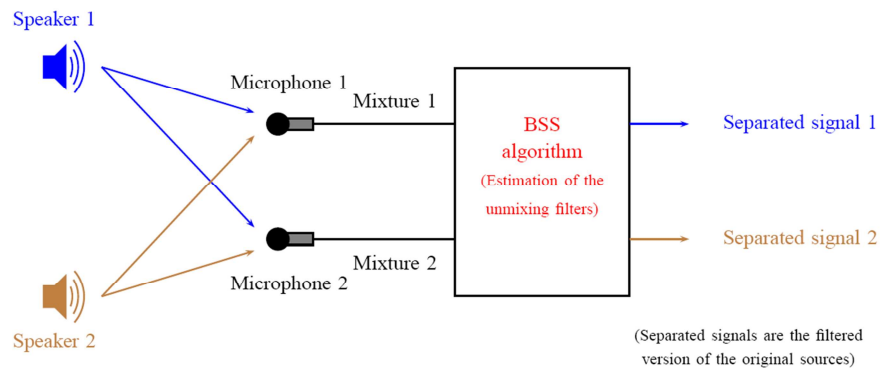 Speaker 1
Microphone 1
Mixture 1
BSS
algorithm
(Estimation of the
unmixing filters)
Separated signal 1
Separated signal 2
Mixture 2
Microphone 2
Speaker 2
(Separated signals are the filtered
version of the original sources)